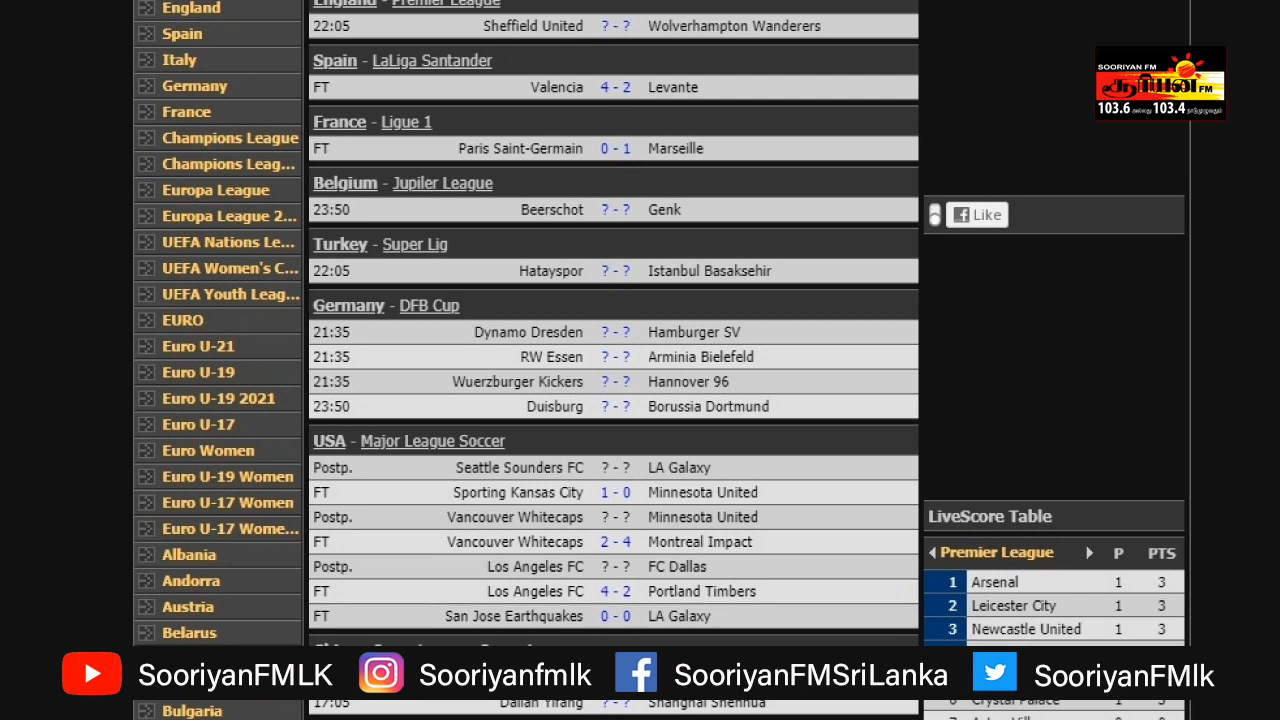 England
Spain
Italy
Germany
France
Champions League
Champions Leag...
Europa League
Europa League 2...
UEFA Nations Le...
UEFA Women's C...
UEFA Youth Leag...
EURO
Euro U-21
Euro U-19
Euro U-19 2021
Euro U-17
Euro Women
Euro U-19 Women
Euro U-17 Women
Euro U-17 Wome...
Albania
Andorra
Austria
Belarus
Bulgaria
England - Premier League
22:05 Sheffield United ? - ? Wolverhampton Wanderers
Spain - LaLiga Santander
FT Valencia 4 - 2 Levante
France - Ligue 1
FT Paris Saint-Germain 0 - 1 Marseille
Belgium - Jupiler League
23:50 Beerschot ? - ? Genk
Turkey - Super Lig
22:05 Hatayspor ? - ? Istanbul Basaksehir
Germany - DFB Cup
21:35 Dynamo Dresden ? - ? Hamburger SV
21:35 RW Essen ? - ? Arminia Bielefeld
21:35 Wuerzburger Kickers ? - ? Hannover 96
23:50 Duisburg ? - ? Borussia Dortmund
USA - Major League Soccer
Postp. Seattle Sounders FC ? - ? LA Galaxy
FT Sporting Kansas City 1 - 0 Minnesota United
Postp. Vancouver Whitecaps ? - ? Minnesota United
FT Vancouver Whitecaps 2 - 4 Montreal Impact
Postp. Los Angeles FC ? - ? FC Dallas
FT Los Angeles FC 4 - 2 Portland Timbers
FT San Jose Earthquakes 0 - 0 LA Galaxy
17:05 Dalian Yifang ? - ? Shanghai Shenhua
SOORIYAN FM
சூரியன் FM
103.6 அல்லது 103.4 நாடுமுழுவதும்
Like
LiveScore Table
Premier League P PTS
1 Arsenal 1 3
2 Leicester City 1 3
3 Newcastle United 1 3
6 Crystal Palace 1 3
SooriyanFMLK Sooriyanfmlk SooriyanFMSriLanka SooriyanFMlk